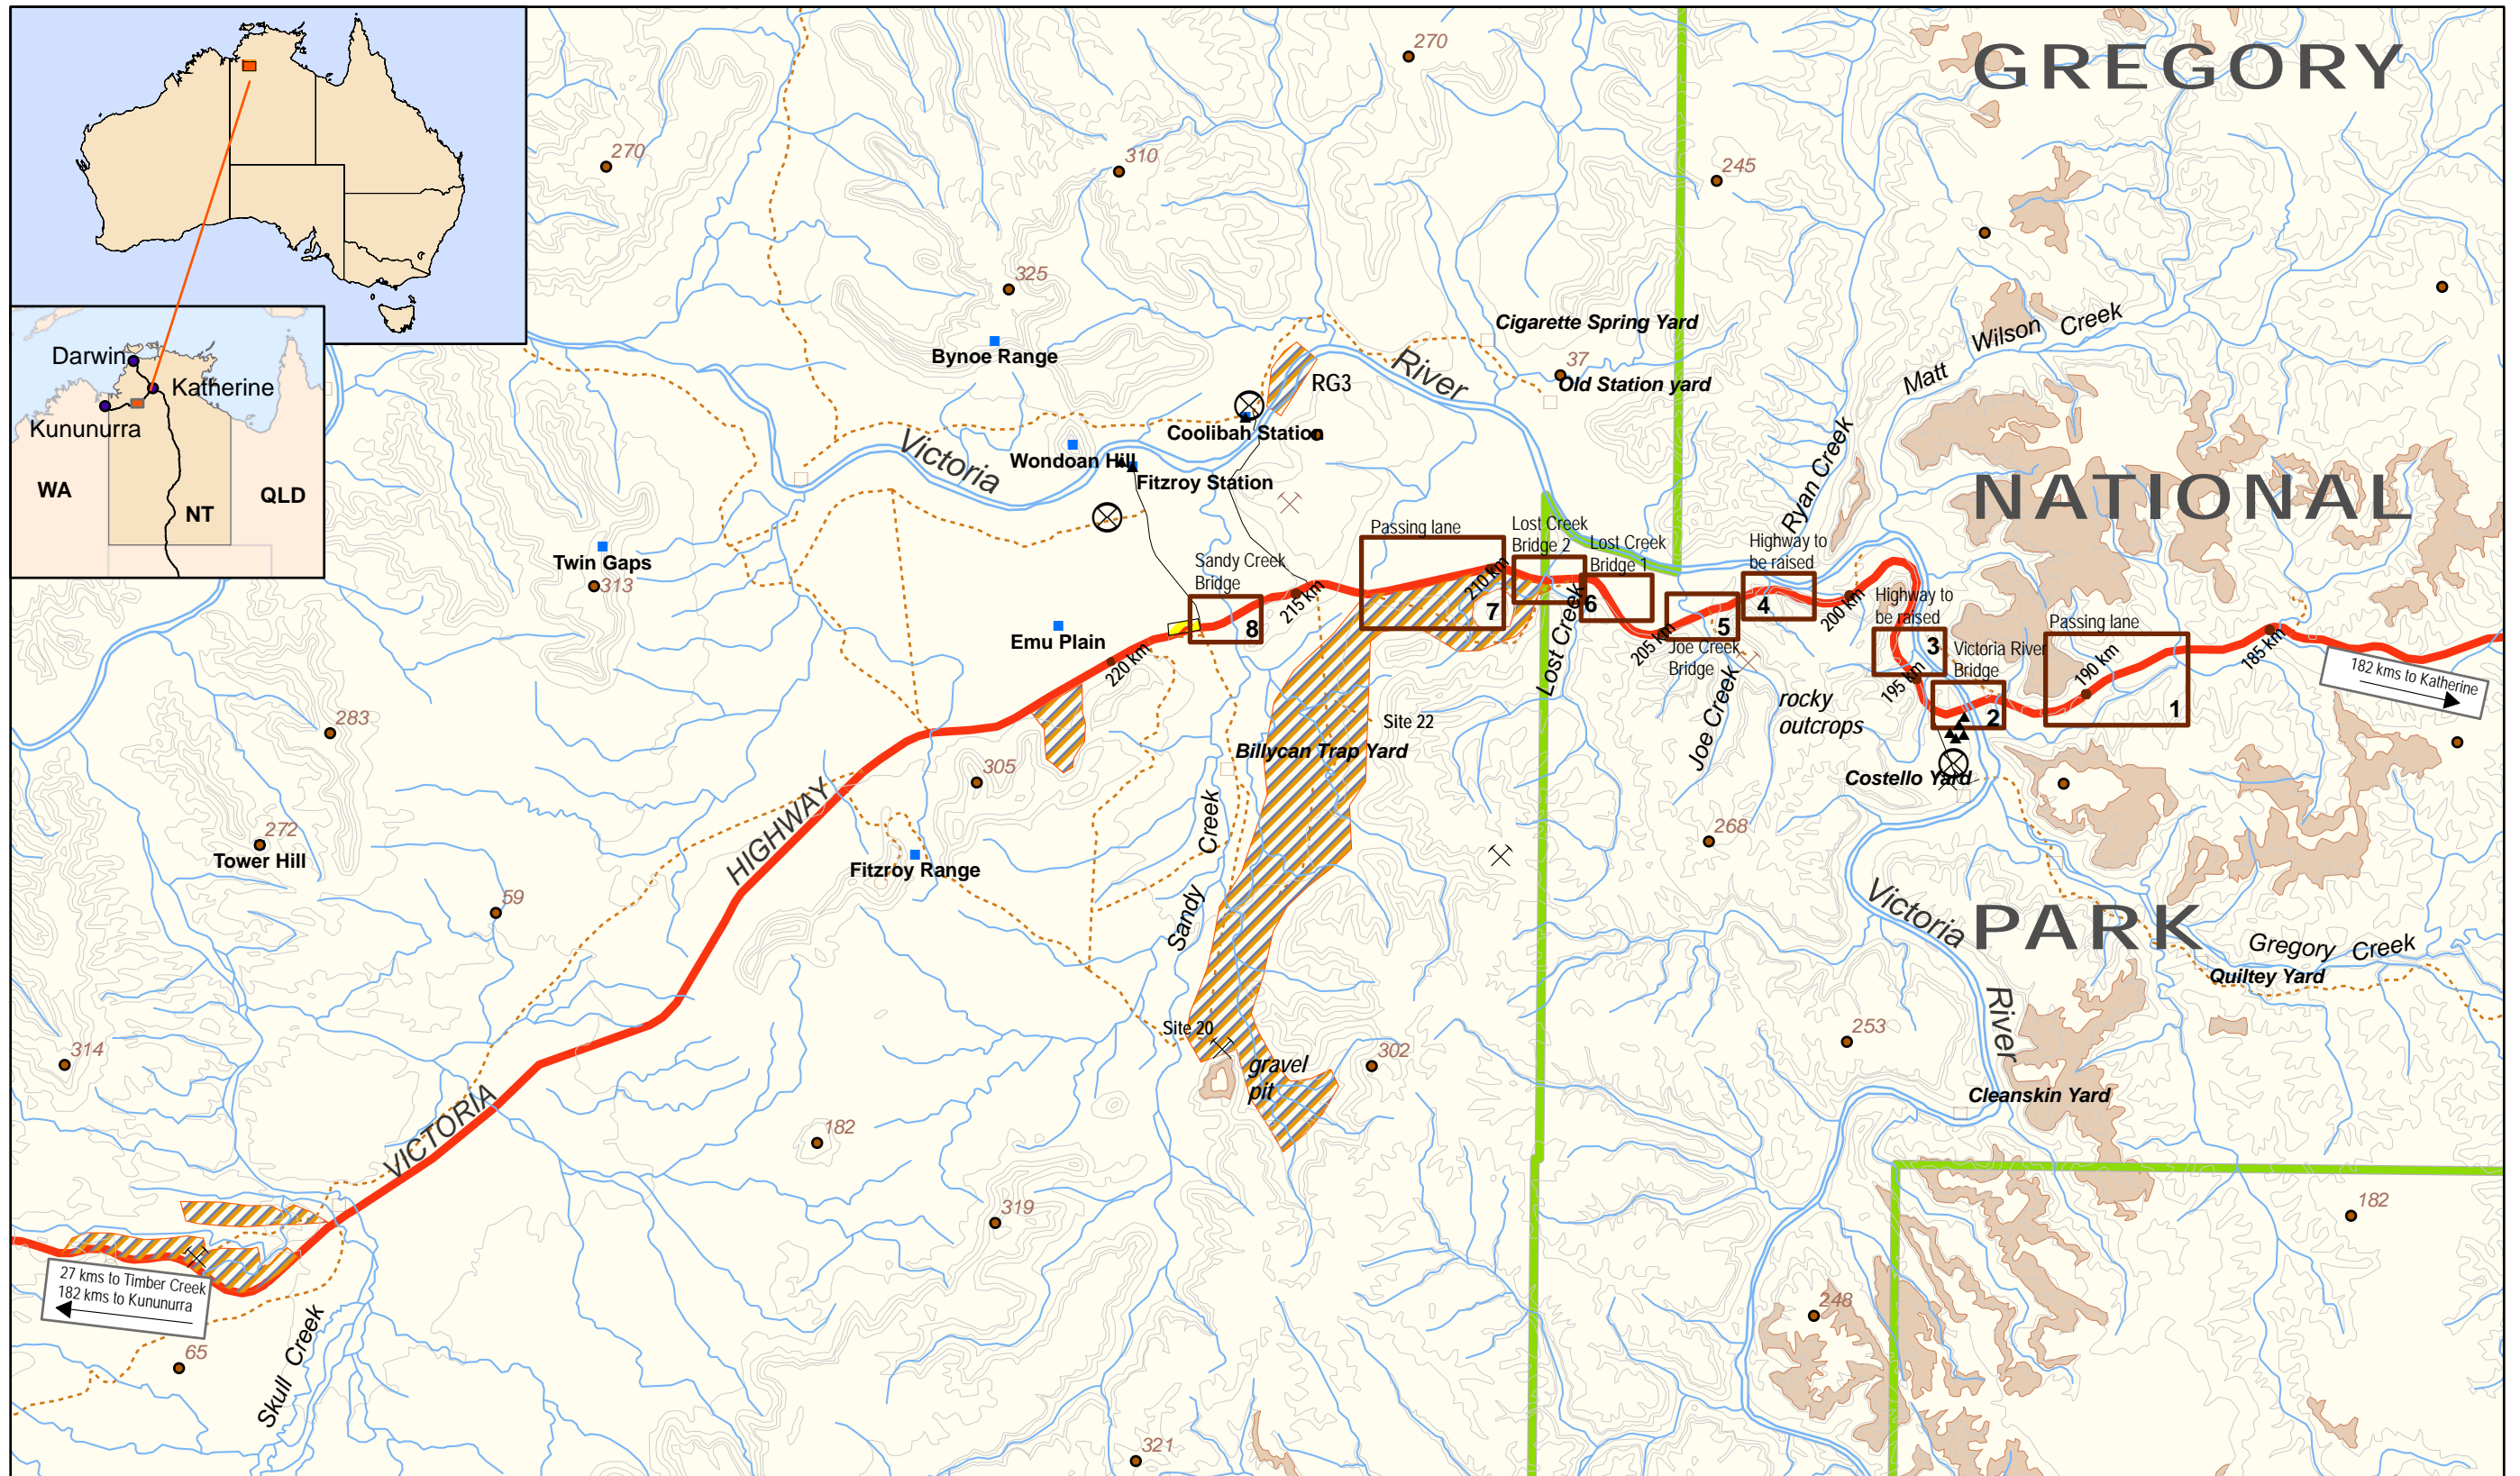 GREGORY
NATIONAL
PARK
270
270
310
245
325
Darwin
Katherine
Kununurra
WA
NT
QLD
Bynoe Range
Cigarette Spring Yard
37
Old Station yard
RG3
River
Matt
Wilson
Creek
Ryan Creek
Coolibah Station
Wondoan Hill
Fitzroy Station
Victoria
Twin Gaps
313
Emu Plain
Sandy Creek
Bridge
8
Passing lane
7
Lost Creek
Bridge 2
Lost Creek
Bridge 1
6
Highway to
be raised
4
5
Joe Creek
Bridge
Highway to
be raised
3
Victoria River
Bridge
2
Passing lane
1
220 km
215 km
210 km
205 km
200 km
195 km
190 km
185 km
182 kms to Katherine
Lost Creek
Joe Creek
rocky
outcrops
Costello Yard
Site 22
Billycan Trap Yard
283
272
Tower Hill
59
305
Fitzroy Range
268
HIGHWAY
VICTORIA
Sandy
Creek
Victoria
River
Gregory
Creek
Quiltey Yard
Site 20
gravel
pit
302
253
Cleanskin Yard
314
182
319
182
248
27 kms to Timber Creek
182 kms to Kununurra
65
Skull
Creek
321